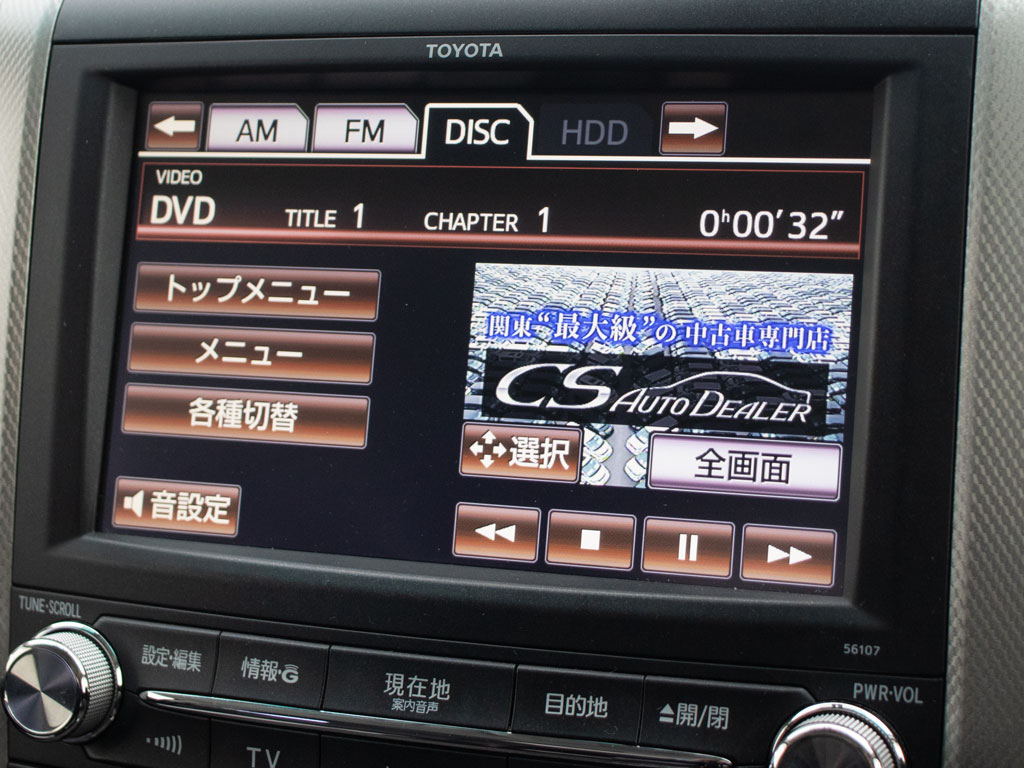 TOYOTA
AM FM DISC HDD
VIDEO
DVD TITLE 1 CHAPTER 1 0h00'32”
トップメニュー
メニュー
各種切替
音設定
関東“最大級”の中古車専門店
CS AUTO DEALER
選択 全画面
56107
TUNE·SCROLL
PWR·VOL
設定·編集 情報·G 現在地 目的地 開/閉
案内音声
TV